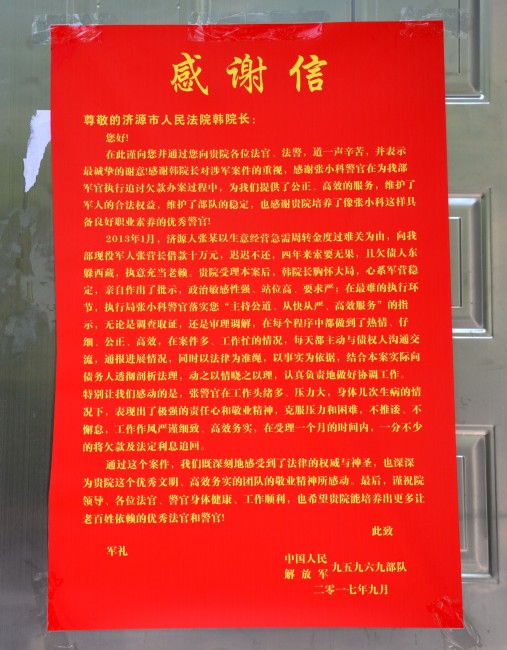 感谢信
尊敬的济源市人民法院韩院长：
您好！
在此谨向您并通过您向贵院各位法官、法警，道一声辛苦，并表示
最诚挚的谢意！感谢韩院长对涉军案件的重视，感谢张小科警官在为我部
军官执行追讨欠款办案过程中，为我们提供了公正、高效的服务，维护了
军人的合法权益，维护了部队的稳定，也感谢贵院培养了像张小科这样具
备良好职业素养的优秀警官！
2013年1月，济源人张某以生意经营急需周转金度过难关为由，向我
部现役军人张营长借款十万元，迟迟不还，四年来索要无果，且欠债人东
躲西藏，执意充当老赖。贵院受理本案后，韩院长胸怀大局，心系军营稳
定，亲自作出了批示，政治敏感性强、站位高、要求严；在最难的执行环
节，执行局张小科警官落实您“主持公道、从快从严、高效服务”的指
示，无论是调查取证，还是审理调解，在每个程序中都做到了热情、仔
细、公正、高效，在案件多、工作忙的情况，每天都主动与债权人沟通交
流，通报进展情况，同时以法律为准绳，以事实为依据，结合本案实际向
债务人透彻剖析法理，动之以情晓之以理，认真负责地做好协调工作。
特别让我们感动的是，张警官在工作头绪多、压力大，身体几次生病的情
况下，表现出了极强的责任心和敬业精神，克服压力和困难，不推诿、不
懈怠，工作作风严谨细致、高效务实，在受理一个月的时间内，一分不少
的将欠款及法定利息追回。
通过这个案件，我们既深刻地感受到了法律的权威与神圣，也深深
为贵院这个优秀文明、高效务实的团队的敬业精神所感动。最后，谨祝院
领导、各位法官、警官身体健康、工作顺利，也希望贵院能培养出更多让
老百姓依赖的优秀法官和警官！
此致
军礼
中国人民
解放军 九五九六九部队
二零一七年九月